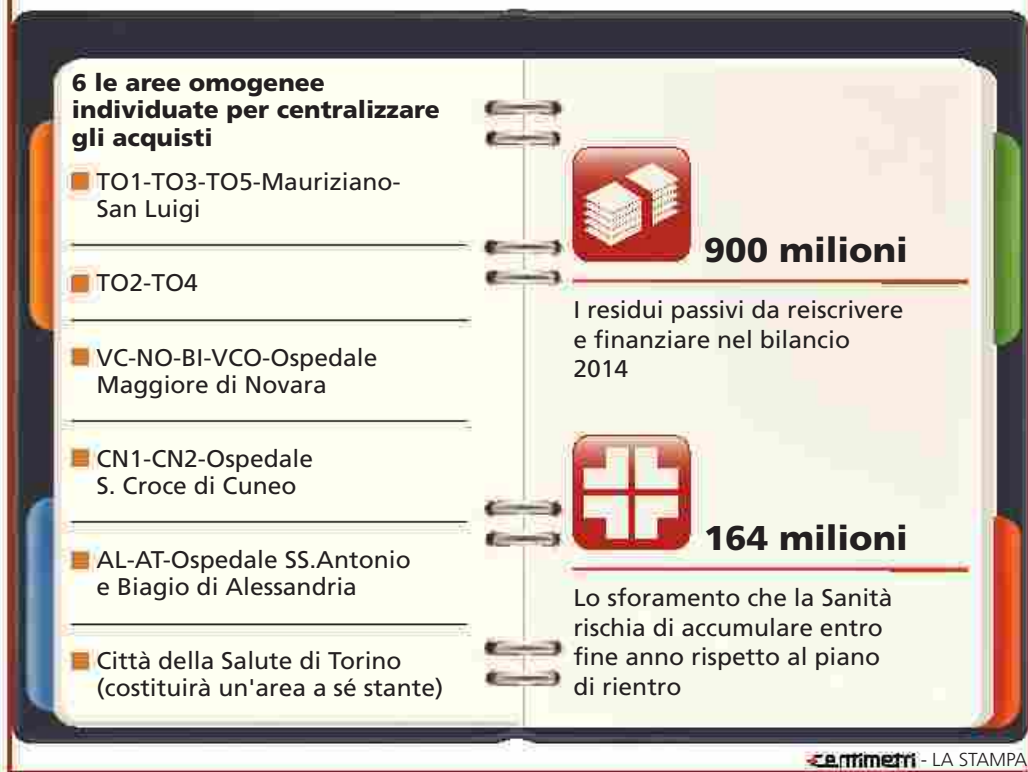 6 le aree omogenee
individuate per centralizzare
gli acquisti
TO1-TO3-TO5-Mauriziano-
San Luigi
TO2-TO4
VC-NO-BI-VCO-Ospedale
Maggiore di Novara
CN1-CN2-Ospedale
S. Croce di Cuneo
AL-AT-Ospedale SS.Antonio
e Biagio di Alessandria
Città della Salute di Torino
(costituirà un'area a sé stante)
900 milioni
I residui passivi da reiscrivere
e finanziare nel bilancio
2014
164 milioni
Lo sforamento che la Sanità
rischia di accumulare entro
fine anno rispetto al piano
di rientro
centimetri - LA STAMPA